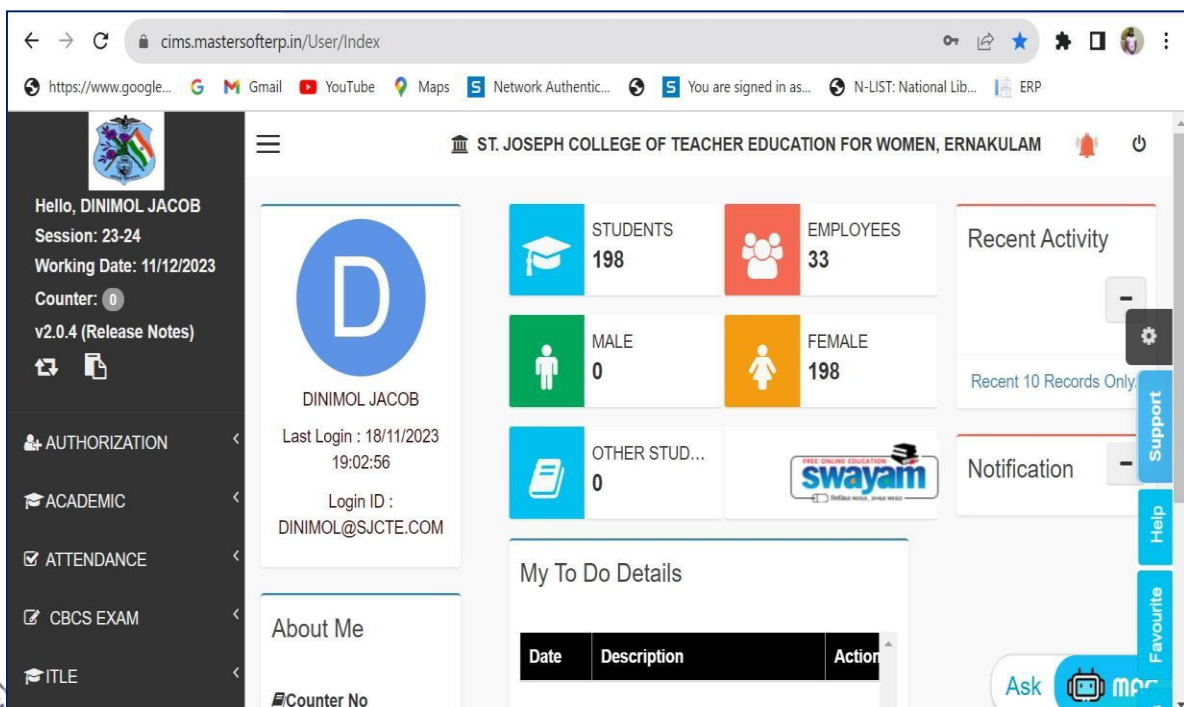 cims.mastersofterp.in/User/Index
https://www.google... Gmail YouTube Maps Network Authentic... You are signed in as... N-LIST: National Lib... ERP
ST. JOSEPH COLLEGE OF TEACHER EDUCATION FOR WOMEN, ERNAKULAM
Hello, DINIMOL JACOB
Session: 23-24
Working Date: 11/12/2023
Counter: 0
v2.0.4 (Release Notes)
AUTHORIZATION
ACADEMIC
ATTENDANCE
CBCS EXAM
ITLE
D
DINIMOL JACOB
Last Login : 18/11/2023
19:02:56
Login ID :
DINIMOL@SJCTE.COM
About Me
Counter No
STUDENTS
198
EMPLOYEES
33
MALE
0
FEMALE
198
OTHER STUD...
0
FREE ONLINE EDUCATION
swayam
My To Do Details
Date Description Action
Recent Activity
Recent 10 Records Only.
Notification
Support
Help
Favourite
Ask